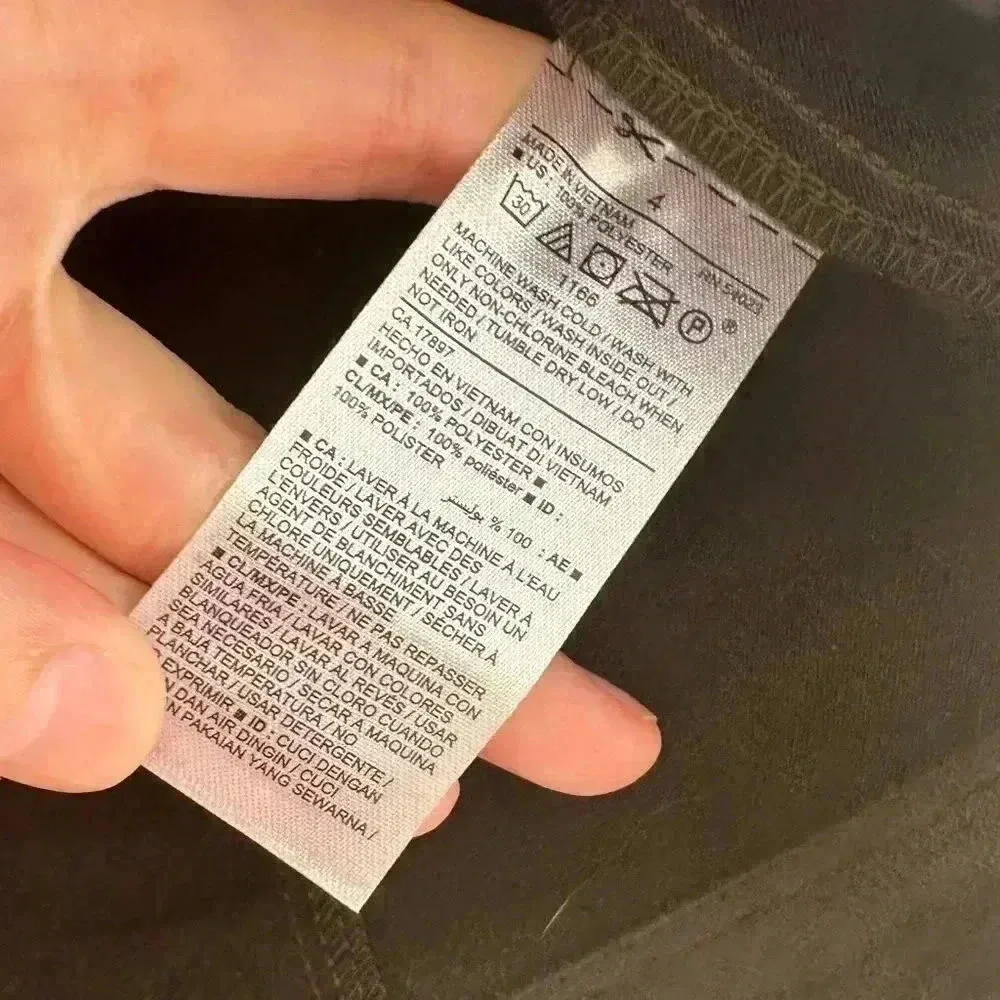 4
MADE IN VIETNAM
■ US : 100% POLYESTER RN 54023
30 P ®
1166
MACHINE WASH COLD / WASH WITH
LIKE COLORS / WASH INSIDE OUT /
ONLY NON-CHLORINE BLEACH WHEN
NEEDED / TUMBLE DRY LOW / DO
NOT IRON
CA 17897
HECHO EN VIETNAM CON INSUMOS
IMPORTADOS / DIBUAT DI VIETNAM
■ CA : 100% POLYESTER ■
CL/MX/PE : 100% poliéster ■ ID :
100% POLISTER
■ AE : 100 % بوليستر
■ CA : LAVER À LA MACHINE À L'EAU
FROIDE / LAVER AVEC DES
COULEURS SEMBLABLES / LAVER À
L'ENVERS / UTILISER AU BESOIN UN
AGENT DE BLANCHIMENT SANS
CHLORE UNIQUEMENT / SÉCHER À
LA MACHINE À BASSE
TEMPÉRATURE / NE PAS REPASSER
■ CL/MX/PE : LAVAR A MAQUINA CON
AGUA FRIA / LAVAR CON COLORES
SIMILARES / LAVAR AL REVÉS / USAR
BLANQUEADOR SIN CLORO CUANDO
SEA NECESARIO / SECAR A MAQUINA
A BAJA TEMPERATURA / NO
PLANCHAR / USAR DETERGENTE /
EXPRIMIR ■ ID : CUCI DENGAN
DAN AIR DINGIN / CUCI
PAKAIAN YANG SEWARNA /